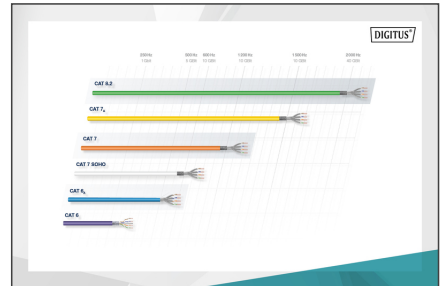 DIGITUS®
250 Hz 500 Hz 600 Hz 1200 Hz 1500 Hz 2000 Hz
CAT 8.2
CAT 7A
CAT 7
CAT 7 SOHO
CAT 6A
CAT 6